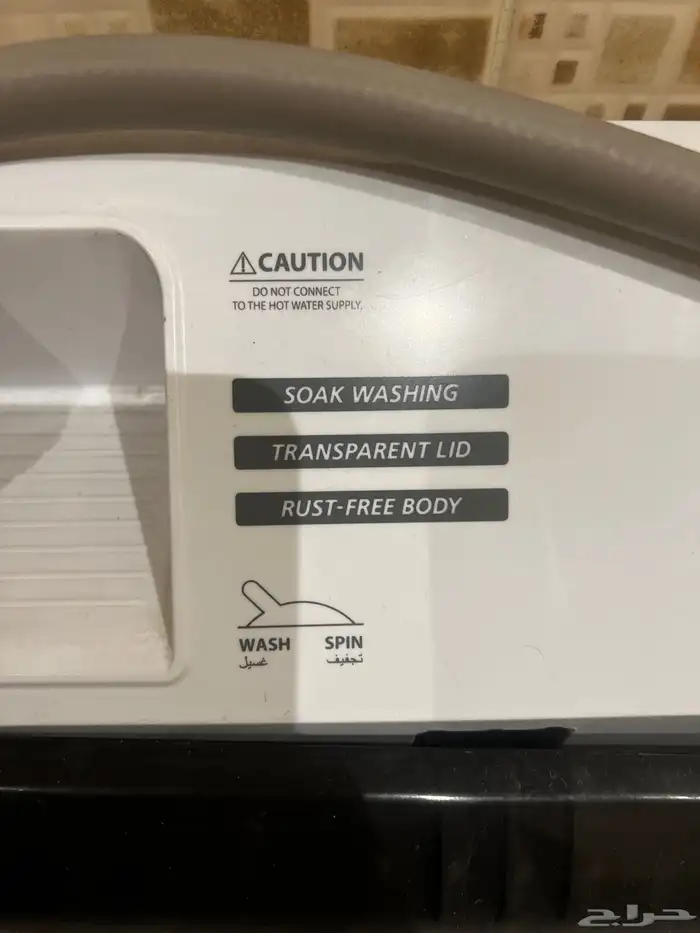 CAUTION
DO NOT CONNECT
TO THE HOT WATER SUPPLY.
SOAK WASHING
TRANSPARENT LID
RUST-FREE BODY
WASH SPIN
غسيل تجفيف
حراج